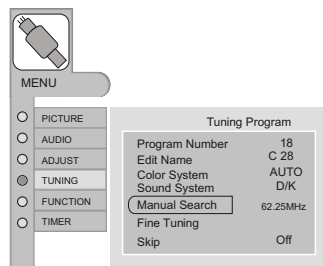 MENU
PICTURE
AUDIO
ADJUST
TUNING
FUNCTION
TIMER
Tuning Program
Program Number 18
Edit Name C 28
Color System AUTO
Sound System D/K
Manual Search 62.25MHz
Fine Tuning
Skip Off